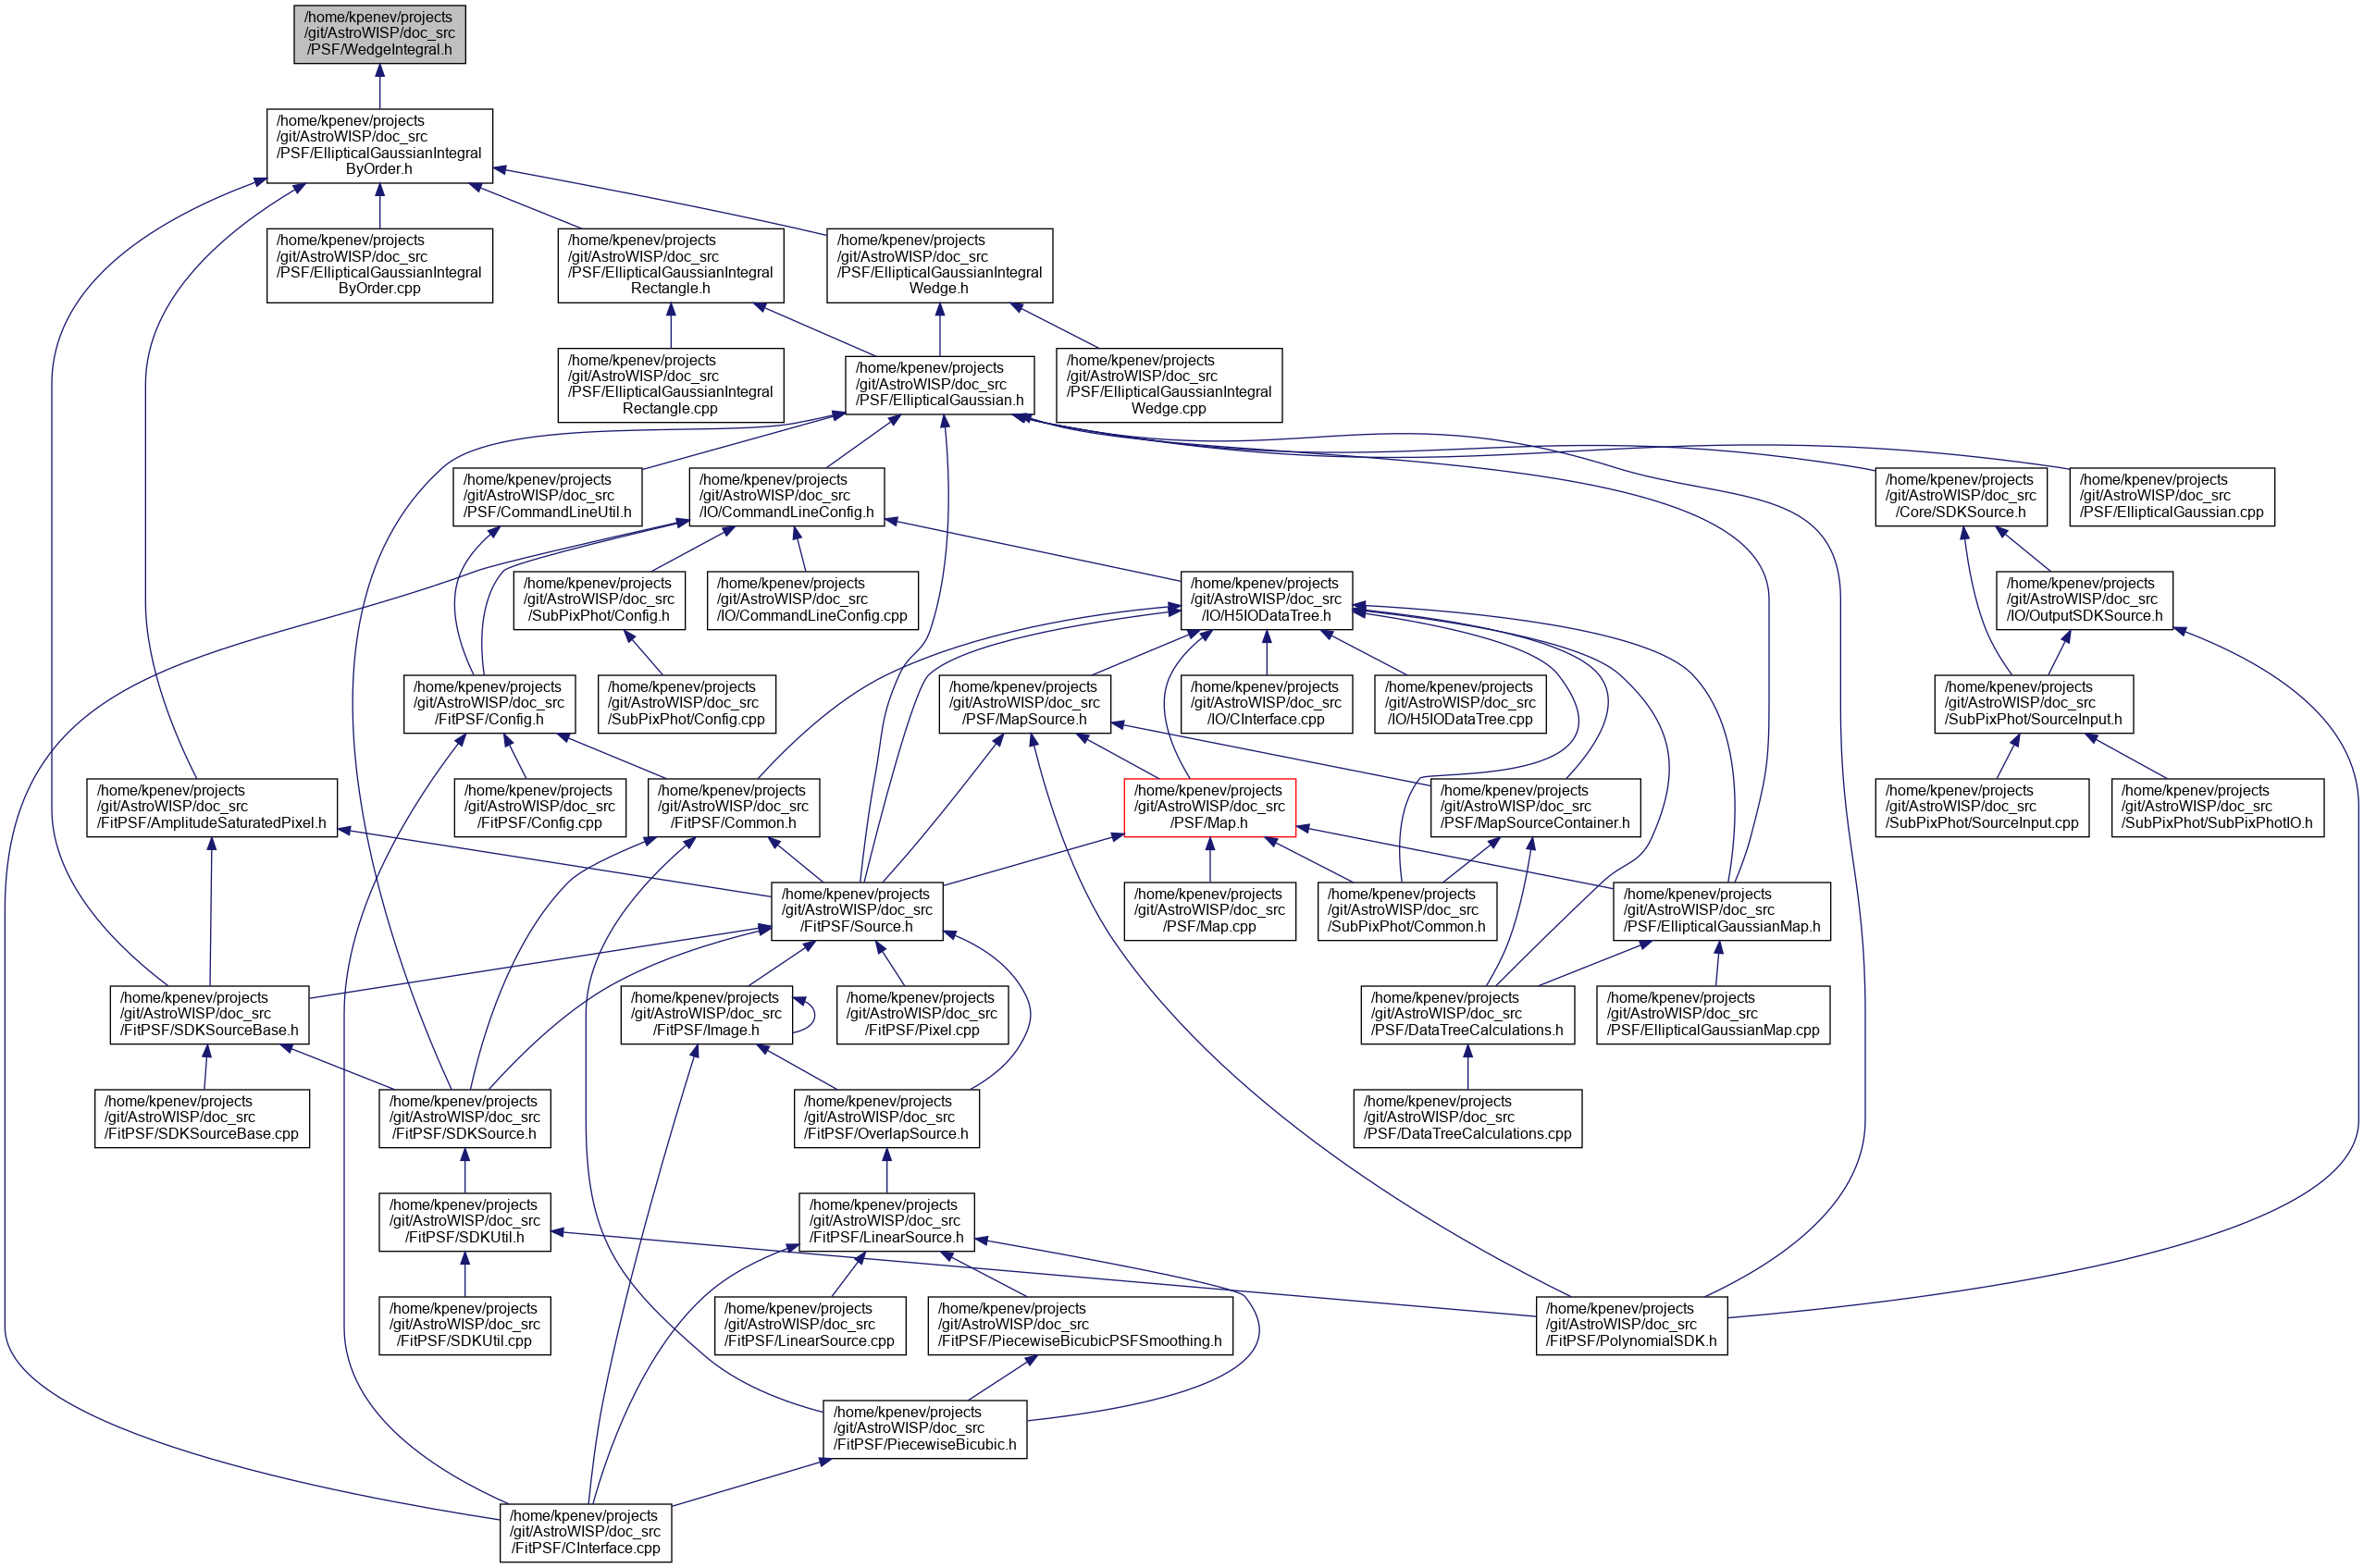 /home/kpenev/projects
/git/AstroWISP/doc_src
/PSF/WedgeIntegral.h
/home/kpenev/projects
/git/AstroWISP/doc_src
/PSF/EllipticalGaussianIntegral
ByOrder.h
/home/kpenev/projects
/git/AstroWISP/doc_src
/PSF/EllipticalGaussianIntegral
ByOrder.cpp
/home/kpenev/projects
/git/AstroWISP/doc_src
/PSF/EllipticalGaussianIntegral
Rectangle.h
/home/kpenev/projects
/git/AstroWISP/doc_src
/PSF/EllipticalGaussianIntegral
Wedge.h
/home/kpenev/projects
/git/AstroWISP/doc_src
/PSF/EllipticalGaussianIntegral
Rectangle.cpp
/home/kpenev/projects
/git/AstroWISP/doc_src
/PSF/EllipticalGaussian.h
/home/kpenev/projects
/git/AstroWISP/doc_src
/PSF/EllipticalGaussianIntegral
Wedge.cpp
/home/kpenev/projects
/git/AstroWISP/doc_src
/PSF/CommandLineUtil.h
/home/kpenev/projects
/git/AstroWISP/doc_src
/IO/CommandLineConfig.h
/home/kpenev/projects
/git/AstroWISP/doc_src
/Core/SDKSource.h
/home/kpenev/projects
/git/AstroWISP/doc_src
/PSF/EllipticalGaussian.cpp
/home/kpenev/projects
/git/AstroWISP/doc_src
/SubPixPhot/Config.h
/home/kpenev/projects
/git/AstroWISP/doc_src
/IO/CommandLineConfig.cpp
/home/kpenev/projects
/git/AstroWISP/doc_src
/IO/H5IODataTree.h
/home/kpenev/projects
/git/AstroWISP/doc_src
/IO/OutputSDKSource.h
/home/kpenev/projects
/git/AstroWISP/doc_src
/FitPSF/Config.h
/home/kpenev/projects
/git/AstroWISP/doc_src
/SubPixPhot/Config.cpp
/home/kpenev/projects
/git/AstroWISP/doc_src
/PSF/MapSource.h
/home/kpenev/projects
/git/AstroWISP/doc_src
/IO/CInterface.cpp
/home/kpenev/projects
/git/AstroWISP/doc_src
/IO/H5IODataTree.cpp
/home/kpenev/projects
/git/AstroWISP/doc_src
/SubPixPhot/SourceInput.h
/home/kpenev/projects
/git/AstroWISP/doc_src
/FitPSF/AmplitudeSaturatedPixel.h
/home/kpenev/projects
/git/AstroWISP/doc_src
/FitPSF/Config.cpp
/home/kpenev/projects
/git/AstroWISP/doc_src
/FitPSF/Common.h
/home/kpenev/projects
/git/AstroWISP/doc_src
/PSF/Map.h
/home/kpenev/projects
/git/AstroWISP/doc_src
/PSF/MapSourceContainer.h
/home/kpenev/projects
/git/AstroWISP/doc_src
/SubPixPhot/SourceInput.cpp
/home/kpenev/projects
/git/AstroWISP/doc_src
/SubPixPhot/SubPixPhotIO.h
/home/kpenev/projects
/git/AstroWISP/doc_src
/FitPSF/Source.h
/home/kpenev/projects
/git/AstroWISP/doc_src
/PSF/Map.cpp
/home/kpenev/projects
/git/AstroWISP/doc_src
/SubPixPhot/Common.h
/home/kpenev/projects
/git/AstroWISP/doc_src
/PSF/EllipticalGaussianMap.h
/home/kpenev/projects
/git/AstroWISP/doc_src
/FitPSF/SDKSourceBase.h
/home/kpenev/projects
/git/AstroWISP/doc_src
/FitPSF/Image.h
/home/kpenev/projects
/git/AstroWISP/doc_src
/FitPSF/Pixel.cpp
/home/kpenev/projects
/git/AstroWISP/doc_src
/PSF/DataTreeCalculations.h
/home/kpenev/projects
/git/AstroWISP/doc_src
/PSF/EllipticalGaussianMap.cpp
/home/kpenev/projects
/git/AstroWISP/doc_src
/FitPSF/SDKSourceBase.cpp
/home/kpenev/projects
/git/AstroWISP/doc_src
/FitPSF/SDKSource.h
/home/kpenev/projects
/git/AstroWISP/doc_src
/FitPSF/OverlapSource.h
/home/kpenev/projects
/git/AstroWISP/doc_src
/PSF/DataTreeCalculations.cpp
/home/kpenev/projects
/git/AstroWISP/doc_src
/FitPSF/SDKUtil.h
/home/kpenev/projects
/git/AstroWISP/doc_src
/FitPSF/LinearSource.h
/home/kpenev/projects
/git/AstroWISP/doc_src
/FitPSF/SDKUtil.cpp
/home/kpenev/projects
/git/AstroWISP/doc_src
/FitPSF/LinearSource.cpp
/home/kpenev/projects
/git/AstroWISP/doc_src
/FitPSF/PiecewiseBicubicPSFSmoothing.h
/home/kpenev/projects
/git/AstroWISP/doc_src
/FitPSF/PolynomialSDK.h
/home/kpenev/projects
/git/AstroWISP/doc_src
/FitPSF/PiecewiseBicubic.h
/home/kpenev/projects
/git/AstroWISP/doc_src
/FitPSF/CInterface.cpp